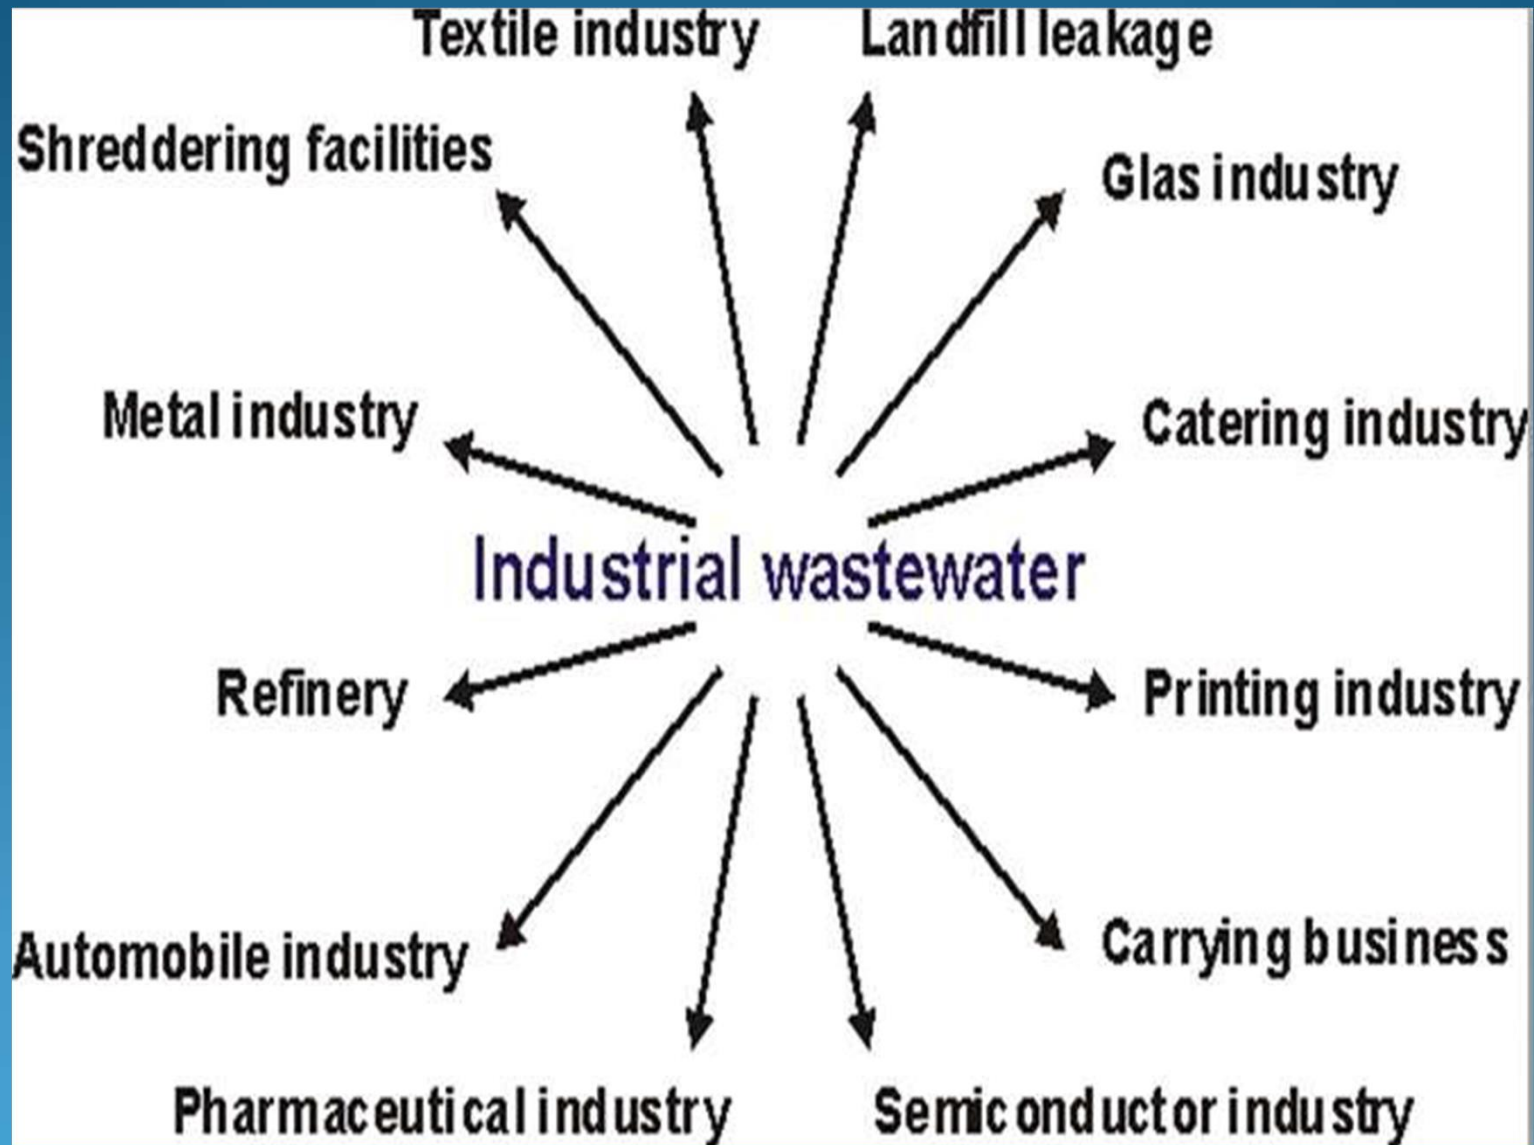 Textile industry
Landfill leakage
Shreddering facilities
Glas industry
Metal industry
Catering industry
Industrial wastewater
Refinery
Printing industry
Automobile industry
Carrying business
Pharmaceutical industry
Semiconductor industry